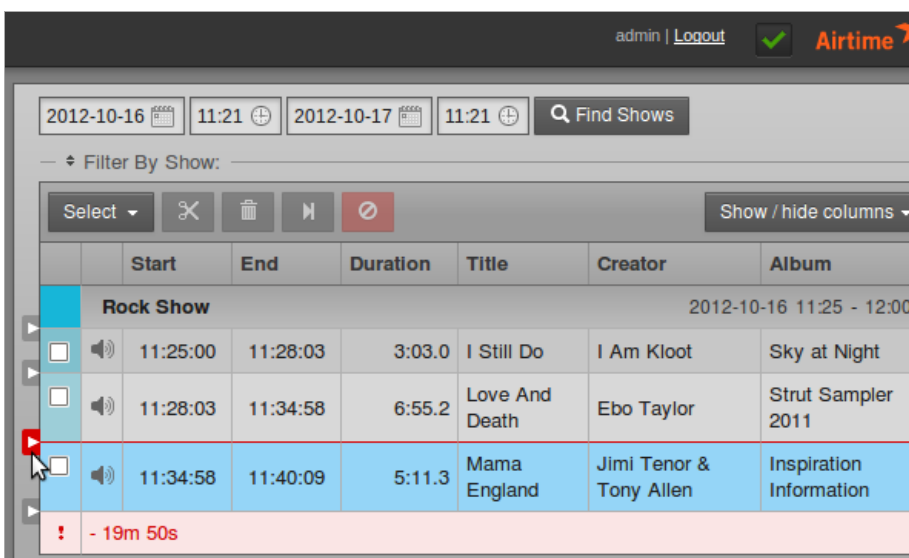 admin | Logout Airtime
2012-10-16 11:21 2012-10-17 11:21 Find Shows
Filter By Show:
Select Show / hide columns
Start End Duration Title Creator Album
Rock Show 2012-10-16 11:25 - 12:00
11:25:00 11:28:03 3:03.0 I Still Do I Am Kloot Sky at Night
11:28:03 11:34:58 6:55.2 Love And Death Ebo Taylor Strut Sampler 2011
11:34:58 11:40:09 5:11.3 Mama England Jimi Tenor & Tony Allen Inspiration Information
! - 19m 50s